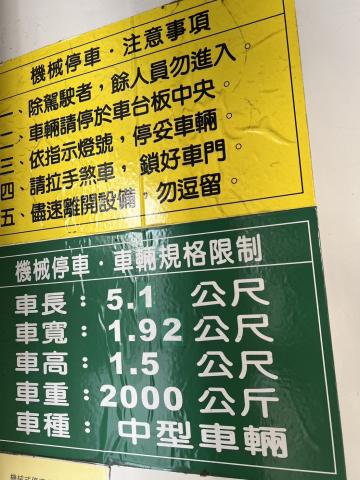 機械停車・注意事項
一、除駕駛者，餘人員勿進入。
二、車輛請停於車台板中央。
三、依指示燈號，停妥車輛。
四、請拉手煞車，鎖好車門。
五、儘速離開設備，勿逗留。
機械停車・車輛規格限制
車長：5.1 公尺
車寬：1.92 公尺
車高：1.5 公尺
車重：2000 公斤
車種：中型車輛